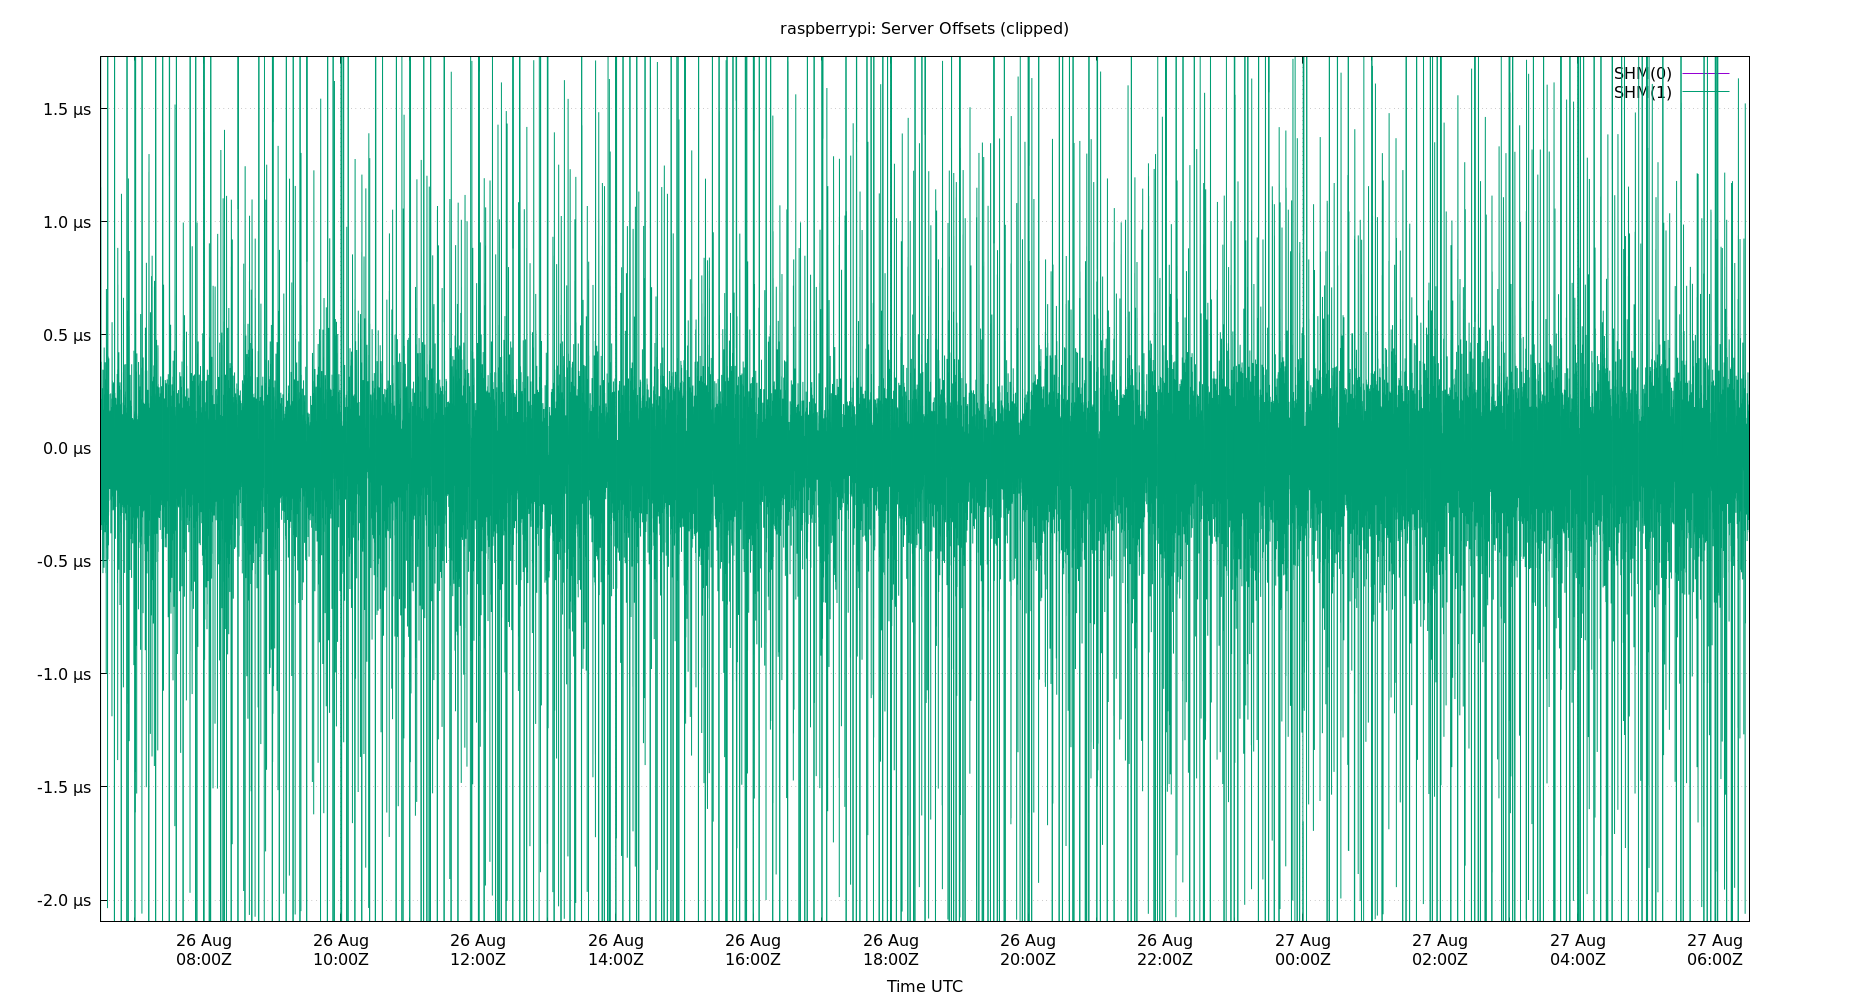 raspberrypi: Server Offsets (clipped)
SHM(0)
SHM(1)
1.5 µs
1.0 µs
0.5 µs
0.0 µs
-0.5 µs
-1.0 µs
-1.5 µs
-2.0 µs
26 Aug 26 Aug 26 Aug 26 Aug 26 Aug 26 Aug 26 Aug 26 Aug 27 Aug 27 Aug 27 Aug 27 Aug
08:00Z 10:00Z 12:00Z 14:00Z 16:00Z 18:00Z 20:00Z 22:00Z 00:00Z 02:00Z 04:00Z 06:00Z
Time UTC